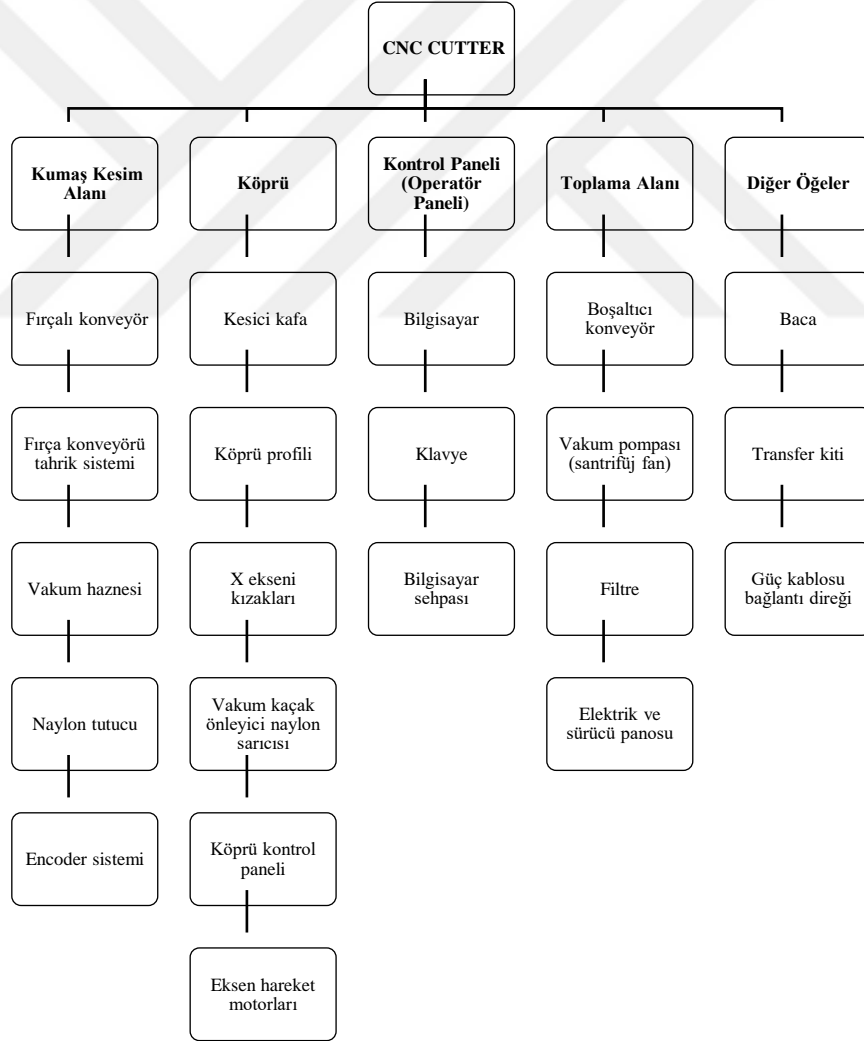 CNC CUTTER
Kumaş Kesim
Alanı
Köprü
Kontrol Paneli
(Operatör
Paneli)
Toplama Alanı
Diğer Öğeler
Fırçalı konveyör
Kesici kafa
Bilgisayar
Boşaltıcı
konveyör
Baca
Fırça konveyörü
tahrik sistemi
Köprü profili
Klavye
Vakum pompası
(santrifüj fan)
Transfer kiti
Vakum haznesi
X ekseni
kızakları
Bilgisayar
sehpası
Filtre
Güç kablosu
bağlantı direği
Naylon tutucu
Vakum kaçak
önleyici naylon
sarıcısı
Elektrik ve
sürücü panosu
Encoder sistemi
Köprü kontrol
paneli
Eksen hareket
motorları